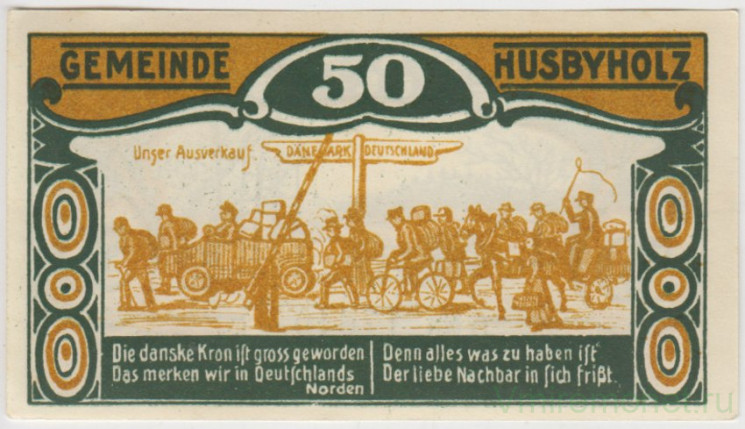 GEMEINDE 50 HUSBYHOLZ
Unser Ausverkauf
DÄNEMARK DEUTSCHLAND
Die danske Kron iſt gross geworden
Das merken wir in Deutſchlands
Norden
Denn alles was zu haben iſt
Der liebe Nachbar in ſich frißt.